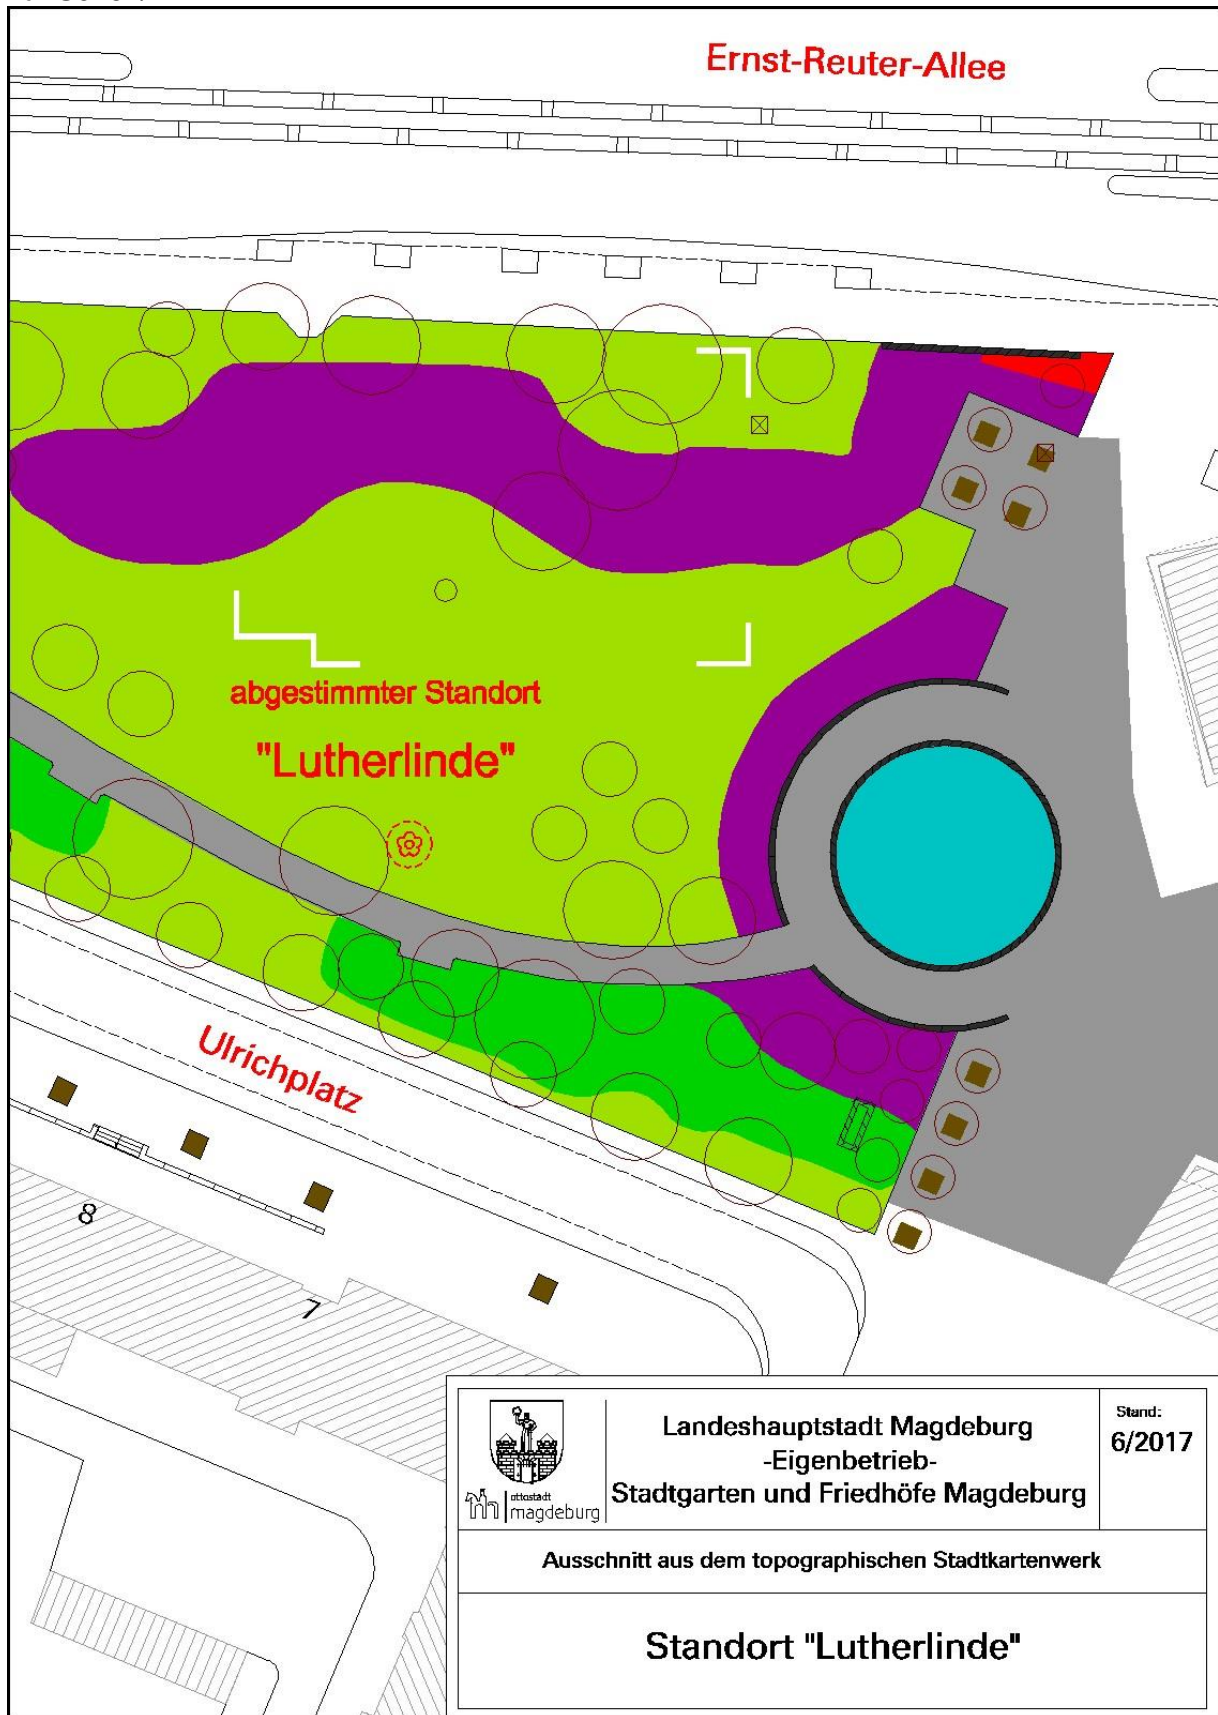 Ernst-Reuter-Allee
abgestimmter Standort
"Lutherlinde"
Ulrichplatz
8
7
Landeshauptstadt Magdeburg
-Eigenbetrieb-
Stadtgarten und Friedhöfe Magdeburg
Stand:
6/2017
ottostadt
magdeburg
Ausschnitt aus dem topographischen Stadtkartenwerk
Standort "Lutherlinde"